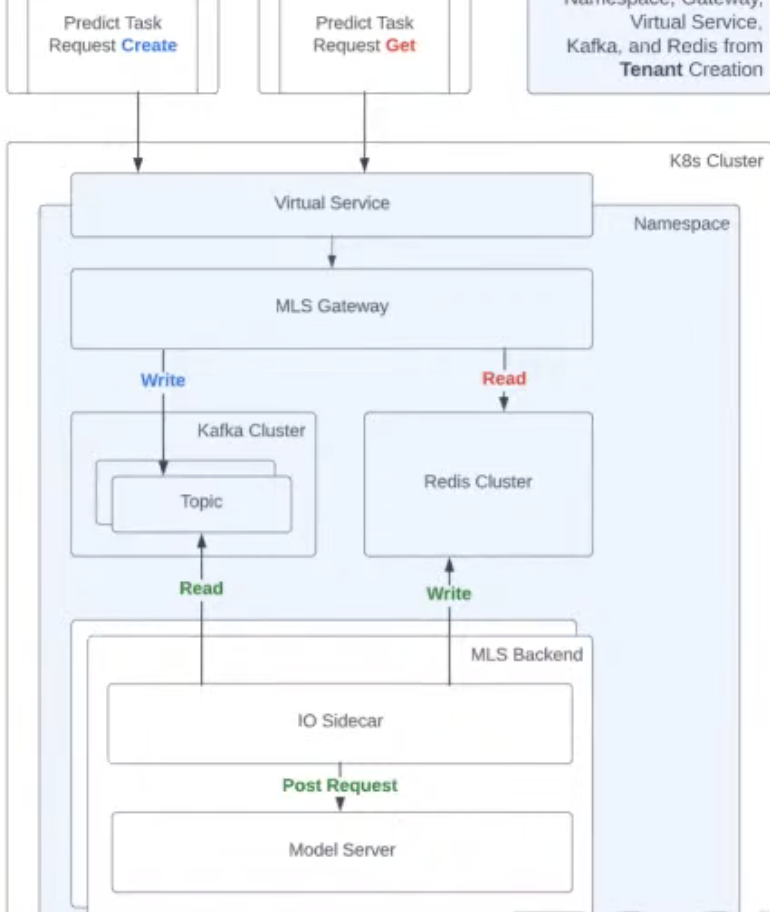 Predict Task
Request Create
Predict Task
Request Get
Namespace, Gateway,
Virtual Service,
Kafka, and Redis from
Tenant Creation
K8s Cluster
Virtual Service
Namespace
MLS Gateway
Write
Read
Kafka Cluster
Topic
Redis Cluster
Read
Write
MLS Backend
IO Sidecar
Post Request
Model Server